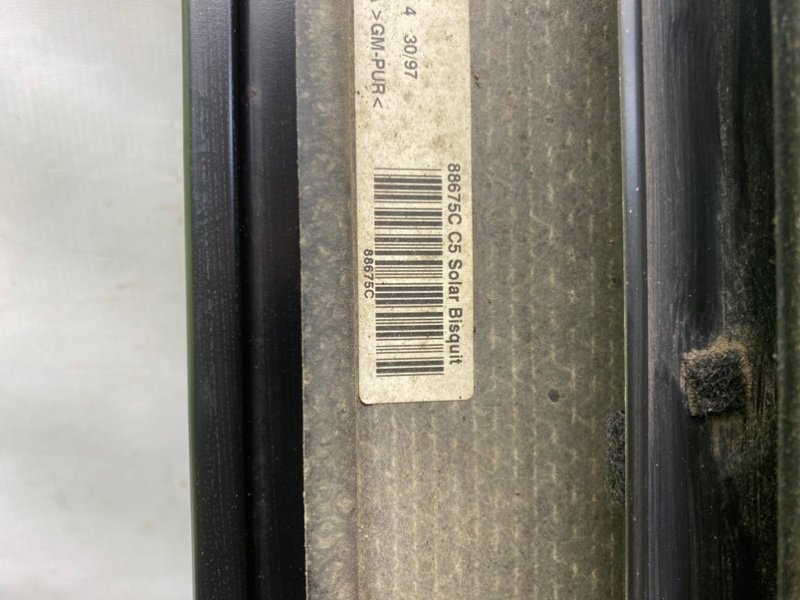 4 30/97
>GM-PUR<
88675C C5 Solar Bisquit
88675C